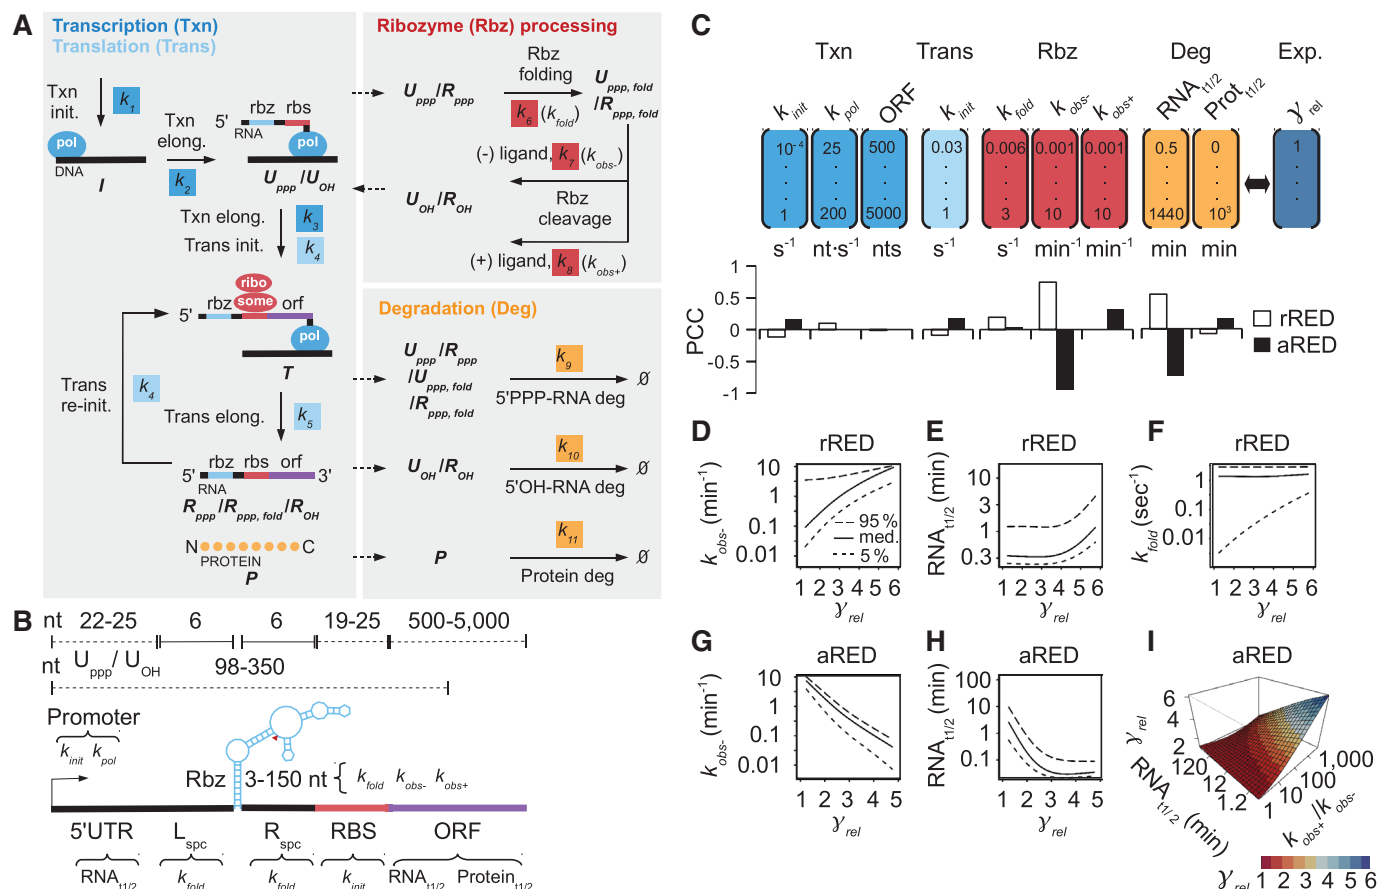 A
Transcription (Txn)
Translation (Trans)
Txn init.
k1
pol
DNA
I
Txn elong.
k2
5' rbz rbs
RNA
pol
Uppp /UOH
Txn elong. k3
Trans init. k4
ribo
some
5' rbz orf
pol
T
Trans re-init.
k4
Trans elong. k5
5' rbz rbs orf 3'
RNA
Rppp/Rppp, fold/ROH
N C
PROTEIN
P
Ribozyme (Rbz) processing
Uppp/Rppp
Rbz folding
k6 (kfold)
Uppp, fold
/Rppp, fold
(-) ligand, k7 (kobs-)
UOH/ROH
Rbz cleavage
(+) ligand, k8 (kobs+)
Degradation (Deg)
Uppp/Rppp
/Uppp, fold
/Rppp, fold
k9
5'PPP-RNA deg
∅
UOH/ROH
k10
5'OH-RNA deg
∅
P
k11
Protein deg
∅
B
nt 22-25 6 6 19-25 500-5,000
nt Uppp/ UOH 98-350
Promoter
kinit kpol
Rbz 3-150 nt { kfold kobs- kobs+
5'UTR Lspc Rspc RBS ORF
RNAt1/2 kfold kfold kinit RNAt1/2 Proteint1/2
C
Txn Trans Rbz Deg Exp.
kinit kpol ORF kinit kfold kobs- kobs+ RNAt1/2 Prott1/2 γrel
10-4 25 500 0.03 0.006 0.001 0.001 0.5 0 1
1 200 5000 1 3 10 10 1440 103
s-1 nt·s-1 nts s-1 s-1 min-1 min-1 min min
PCC
1
0.5
0
-0.5
-1
rRED
aRED
D
rRED
kobs- (min-1)
10
1
0.1
0.01
95 %
med.
5 %
1 2 3 4 5 6
γrel
E
rRED
RNAt1/2 (min)
10
3
1
0.3
1 2 3 4 5 6
γrel
F
rRED
kfold (sec-1)
1
0.1
0.01
1 2 3 4 5 6
γrel
G
aRED
kobs- (min-1)
10
1
0.1
0.01
1 2 3 4 5
γrel
H
aRED
RNAt1/2 (min)
100
10
1
0.1
1 2 3 4 5
γrel
I
aRED
γrel
6
4
2
RNAt1/2 (min)
120
12
1.2
kobs+/kobs-
1
10
100
1,000
γrel 1 2 3 4 5 6